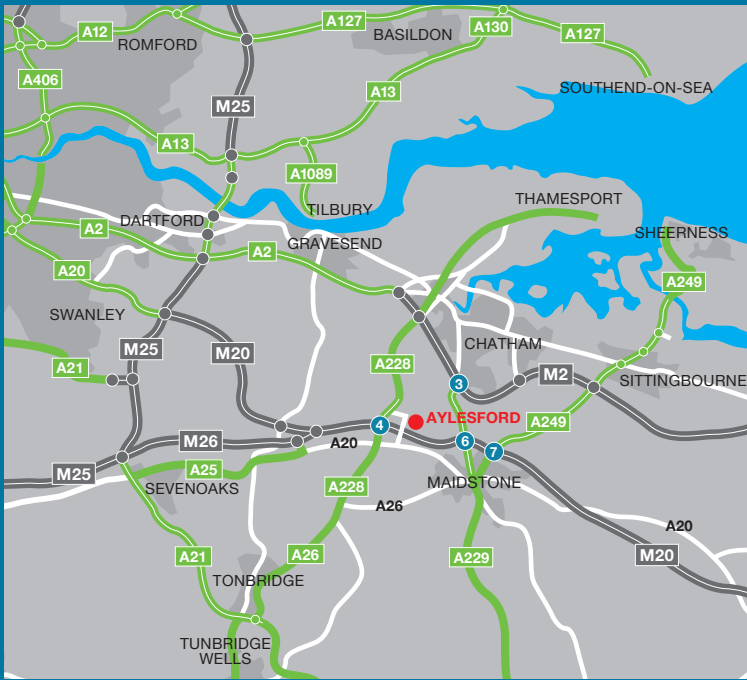 A127
A130
A12
BASILDON
A127
ROMFORD
A406
SOUTHEND-ON-SEA
A13
M25
A13
A1089
THAMESPORT
TILBURY
DARTFORD
A2
SHEERNESS
GRAVESEND
A2
A20
A249
SWANLEY
CHATHAM
M25
M20
A228
A21
M2
3
SITTINGBOURNE
AYLESFORD
A249
4
M26
A20
6
7
A25
M25
MAIDSTONE
SEVENOAKS
A228
A26
A20
A21
A26
M20
A229
TONBRIDGE
TUNBRIDGE
WELLS